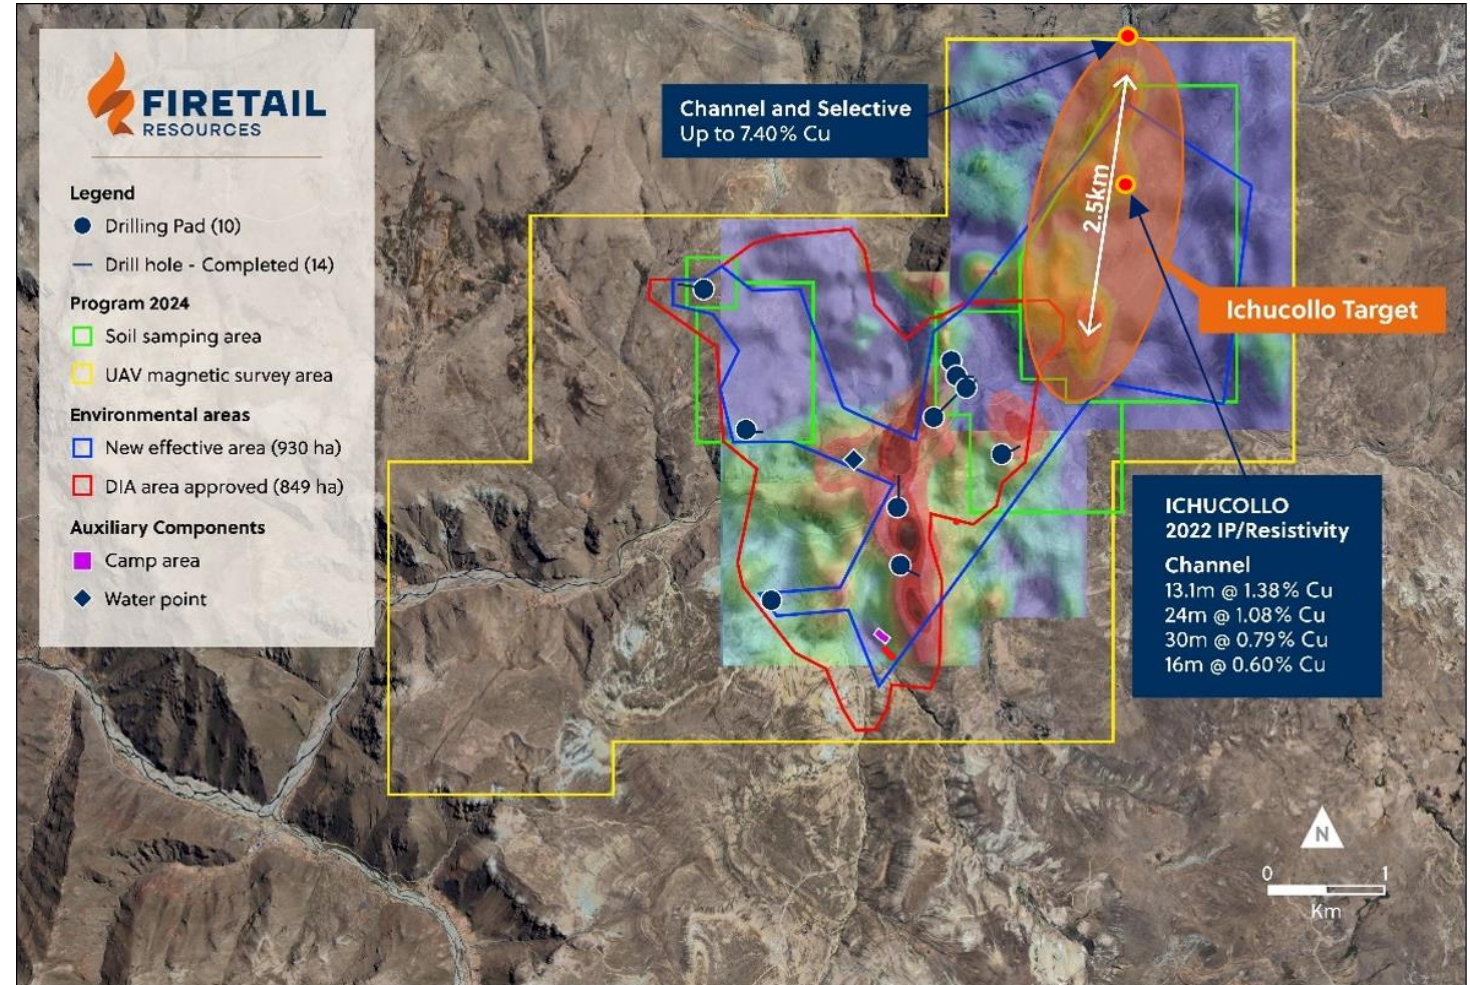 FIRETAIL
RESOURCES
Legend
Drilling Pad (10)
Drill hole - Completed (14)
Program 2024
Soil samping area
UAV magnetic survey area
Environmental areas
New effective area (930 ha)
DIA area approved (849 ha)
Auxiliary Components
Camp area
Water point
Channel and Selective
Up to 7.40% Cu
2.5km
Ichucollo Target
ICHUCOLLO
2022 IP/Resistivity
Channel
13.1m @ 1.38% Cu
24m @ 1.08% Cu
30m @ 0.79% Cu
16m @ 0.60% Cu
N
0 1
Km